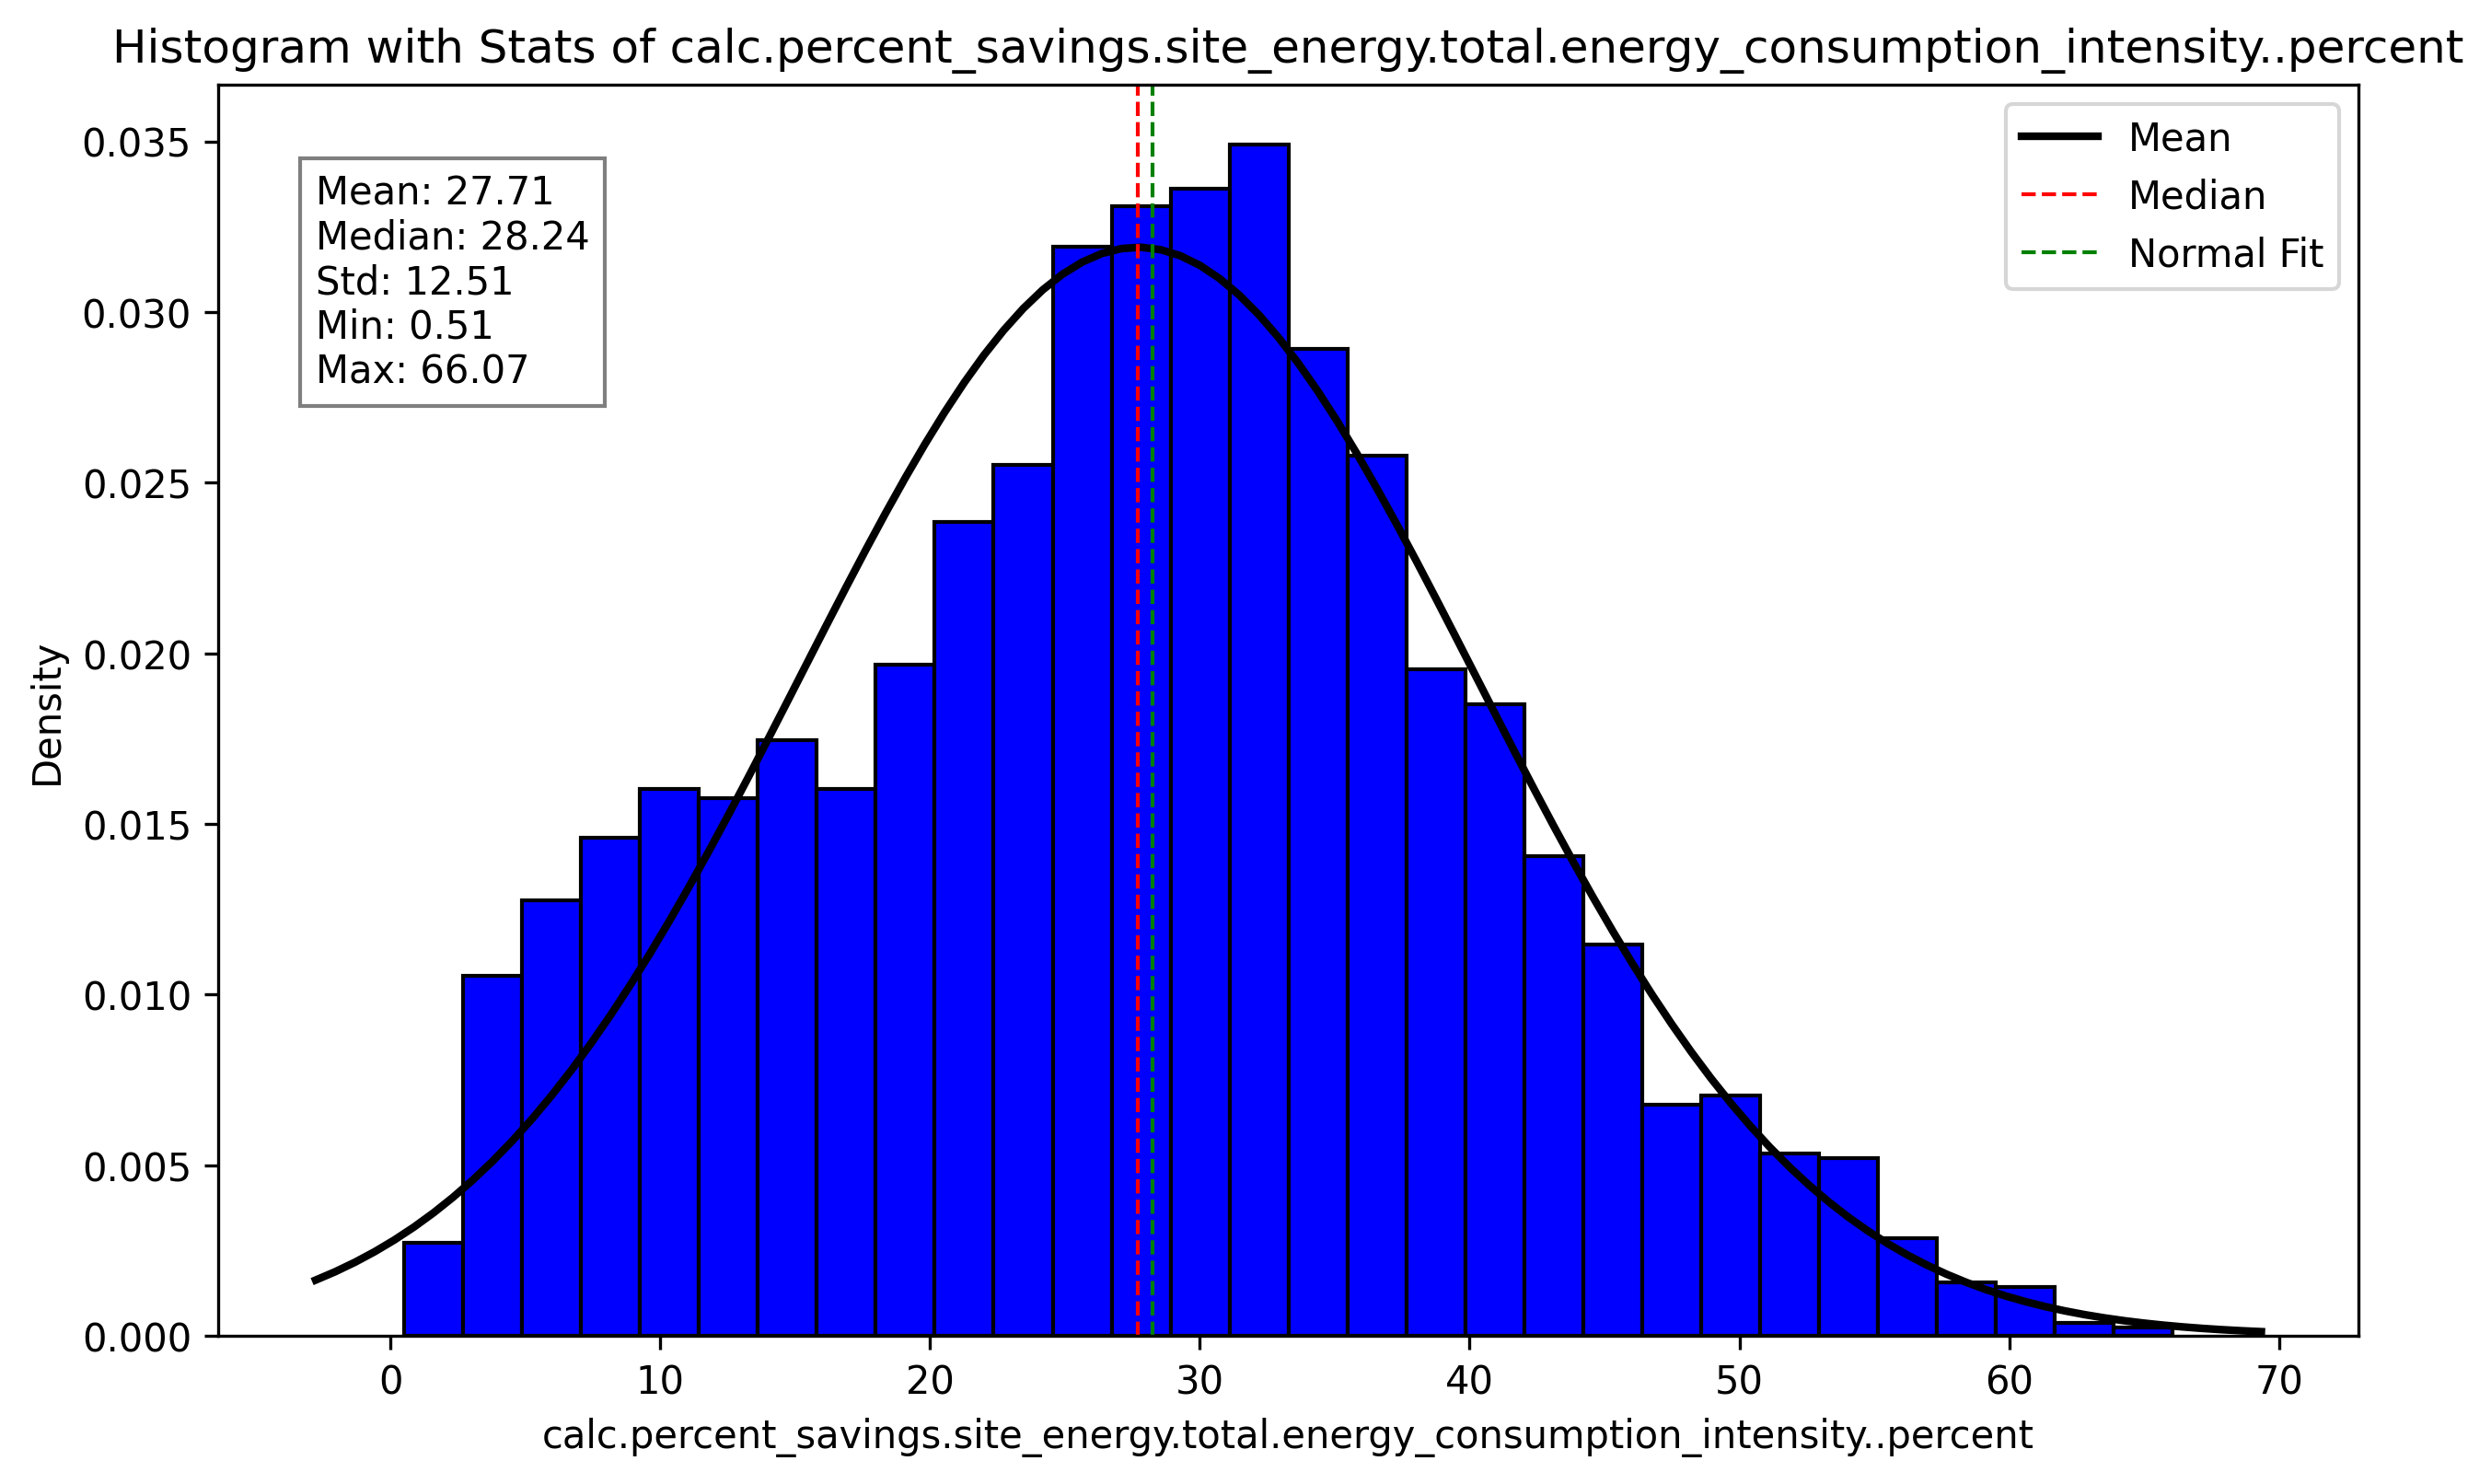 Histogram with Stats of calc.percent_savings.site_energy.total.energy_consumption_intensity..percent
Mean: 27.71
Median: 28.24
Std: 12.51
Min: 0.51
Max: 66.07
Mean
Median
Normal Fit
Density
0.035
0.030
0.025
0.020
0.015
0.010
0.005
0.000
0
10
20
30
40
50
60
70
calc.percent_savings.site_energy.total.energy_consumption_intensity..percent